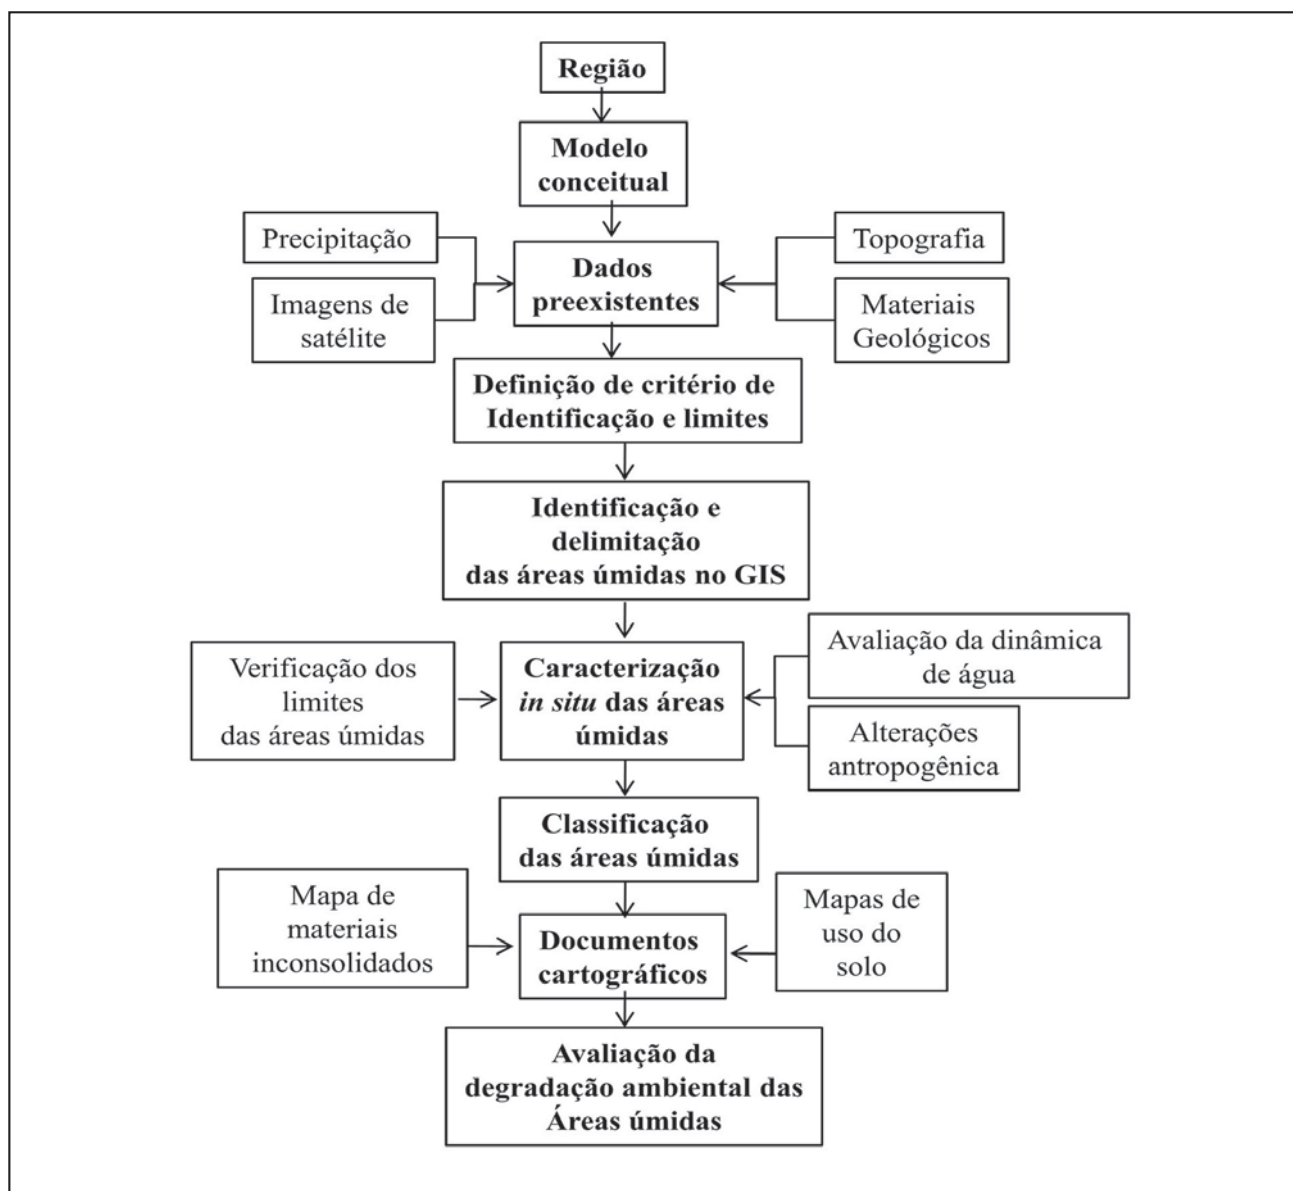 Região
Modelo
conceitual
Precipitação
Imagens de
satélite
Dados
preexistentes
Topografia
Materiais
Geológicos
Definição de critério de
Identificação e limites
Identificação e
delimitação
das áreas úmidas no GIS
Verificação dos
limites
das áreas úmidas
Caracterização
in situ das áreas
úmidas
Avaliação da dinâmica
de água
Alterações
antropogênica
Classificação
das áreas úmidas
Mapa de
materiais
inconsolidados
Documentos
cartográficos
Mapas de
uso do
solo
Avaliação da
degradação ambiental das
Áreas úmidas